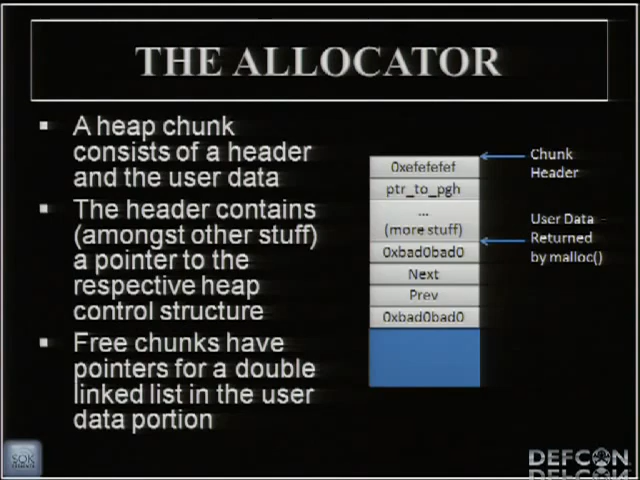 THE ALLOCATOR
▪ A heap chunk
consists of a header
and the user data
▪ The header contains
(amongst other stuff)
a pointer to the
respective heap
control structure
▪ Free chunks have
pointers for a double
linked list in the user
data portion
0xefefefef
ptr_to_pgh
...
(more stuff)
0xbad0bad0
Next
Prev
0xbad0bad0
Chunk
Header
User Data –
Returned
by malloc()
SOK
DEFCON